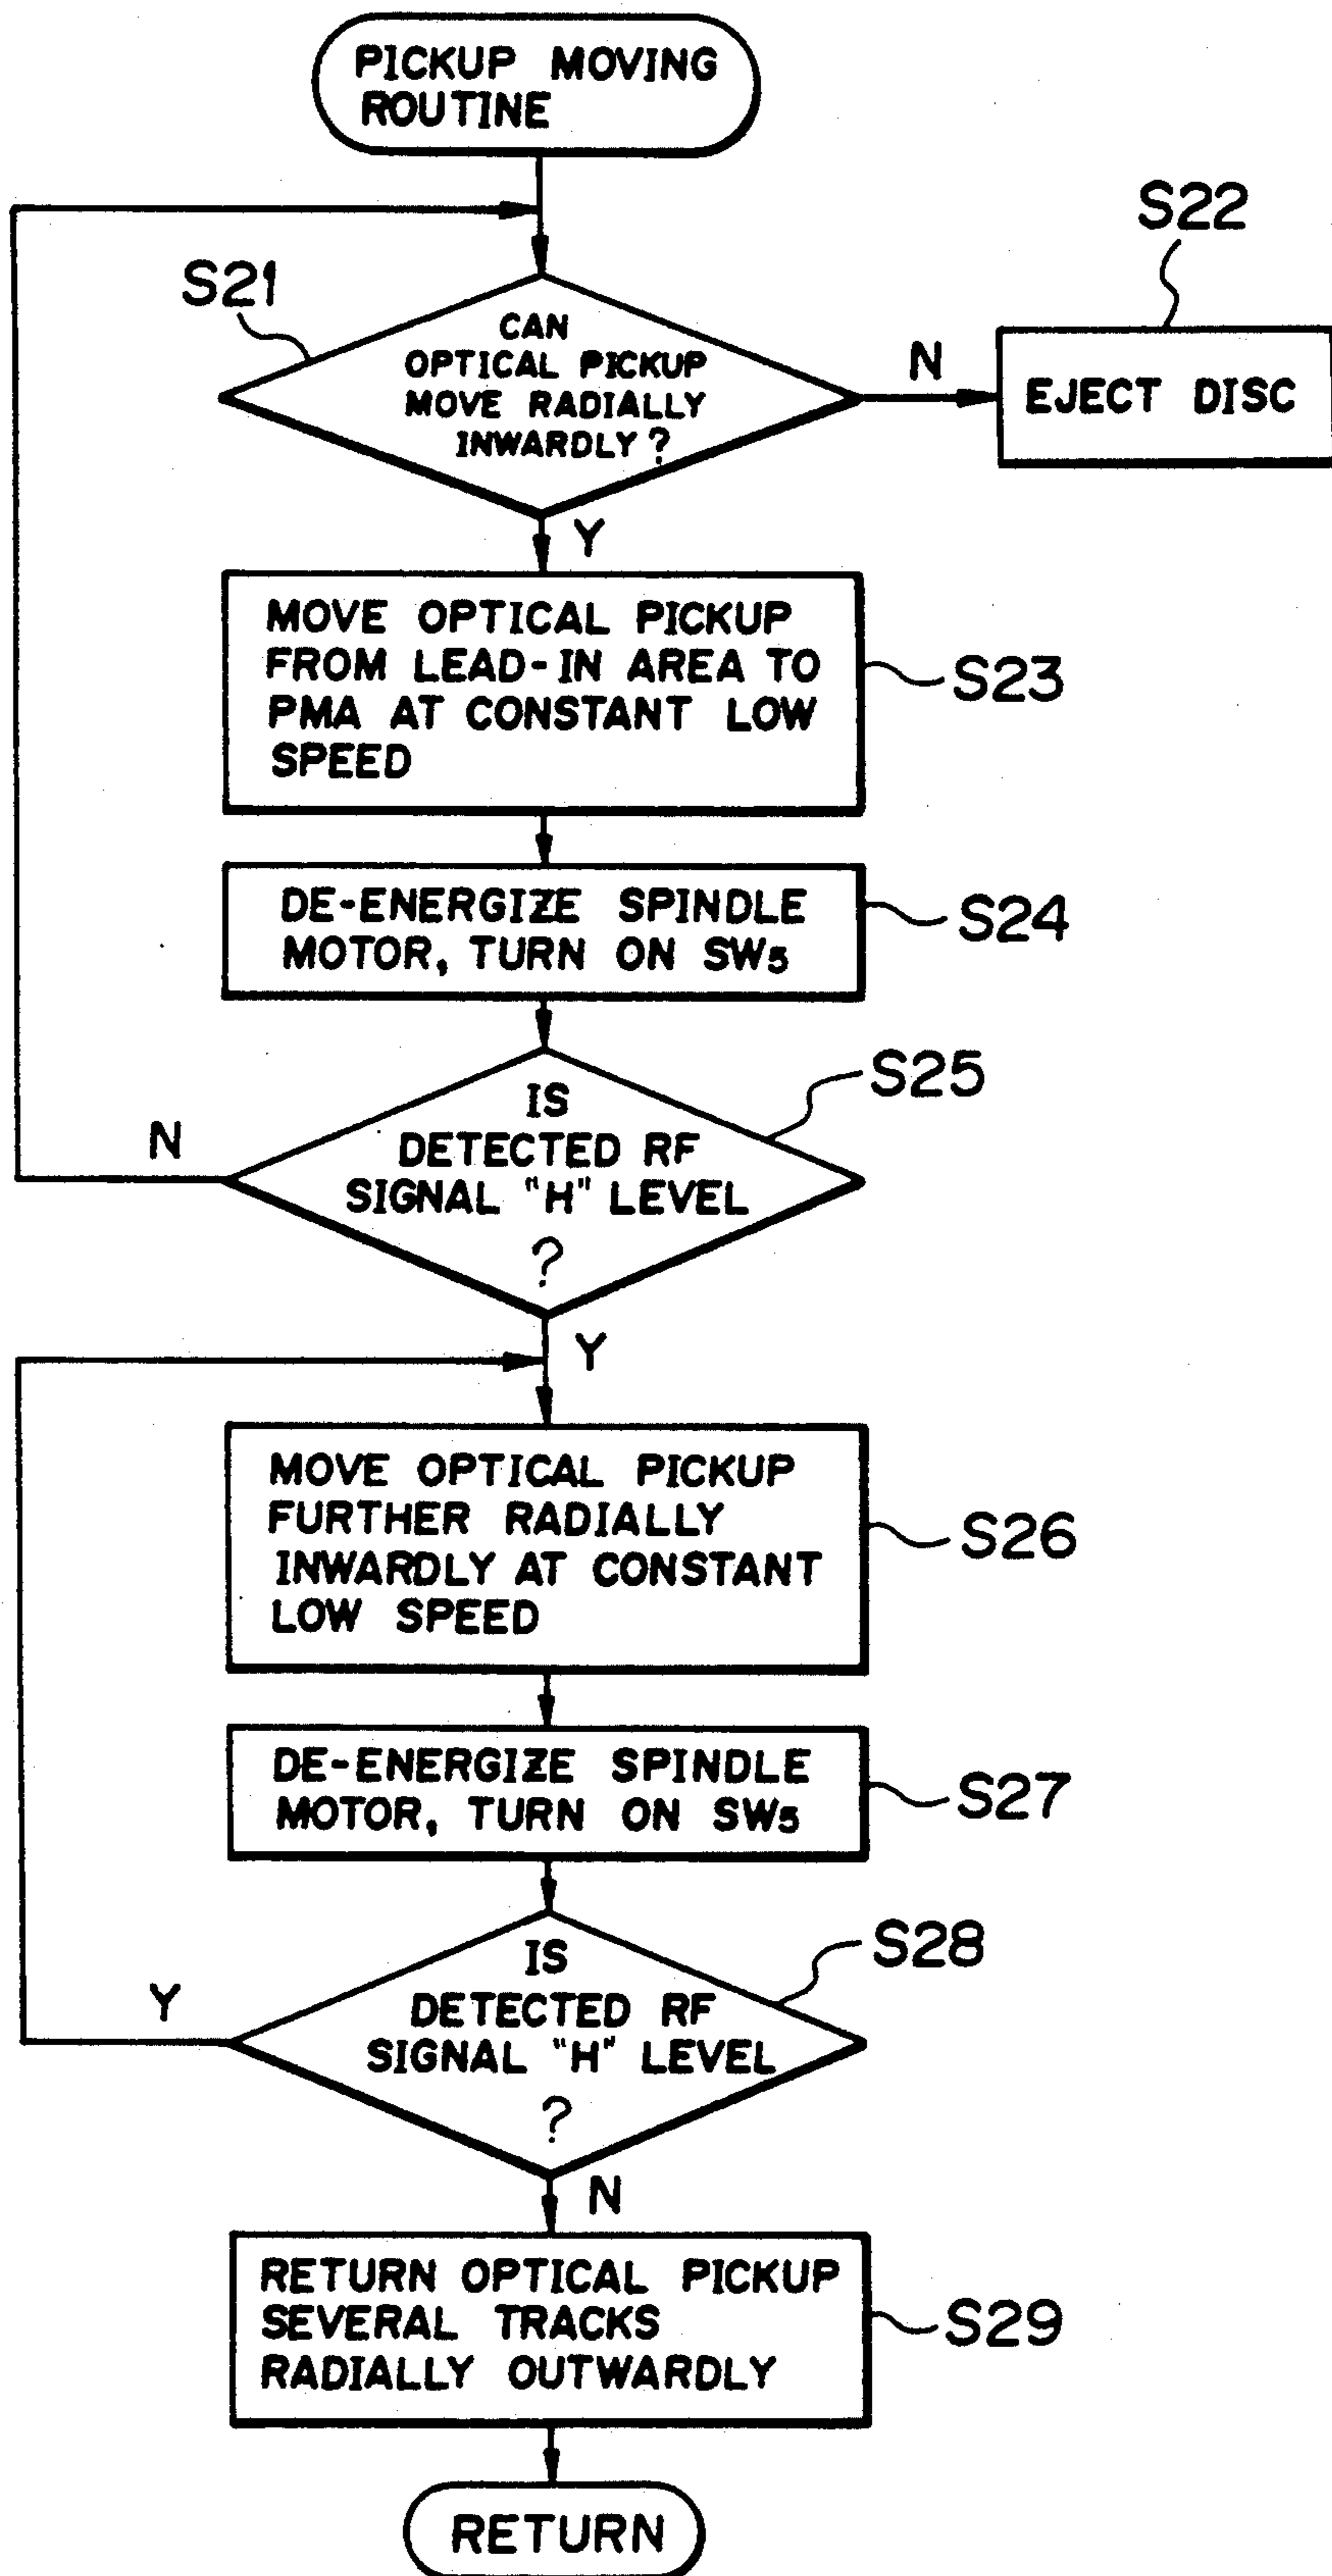 PICKUP MOVING
ROUTINE
S22
S21
CAN
OPTICAL PICKUP
MOVE RADIALLY
INWARDLY?
N
EJECT DISC
Y
MOVE OPTICAL PICKUP
FROM LEAD-IN AREA TO
PMA AT CONSTANT LOW
SPEED
S23
DE-ENERGIZE SPINDLE
MOTOR, TURN ON SW5
S24
S25
IS
DETECTED RF
SIGNAL "H" LEVEL
?
N
Y
MOVE OPTICAL PICKUP
FURTHER RADIALLY
INWARDLY AT CONSTANT
LOW SPEED
S26
DE-ENERGIZE SPINDLE
MOTOR, TURN ON SW5
S27
S28
IS
DETECTED RF
SIGNAL "H" LEVEL
?
Y
N
RETURN OPTICAL PICKUP
SEVERAL TRACKS
RADIALLY OUTWARDLY
S29
RETURN